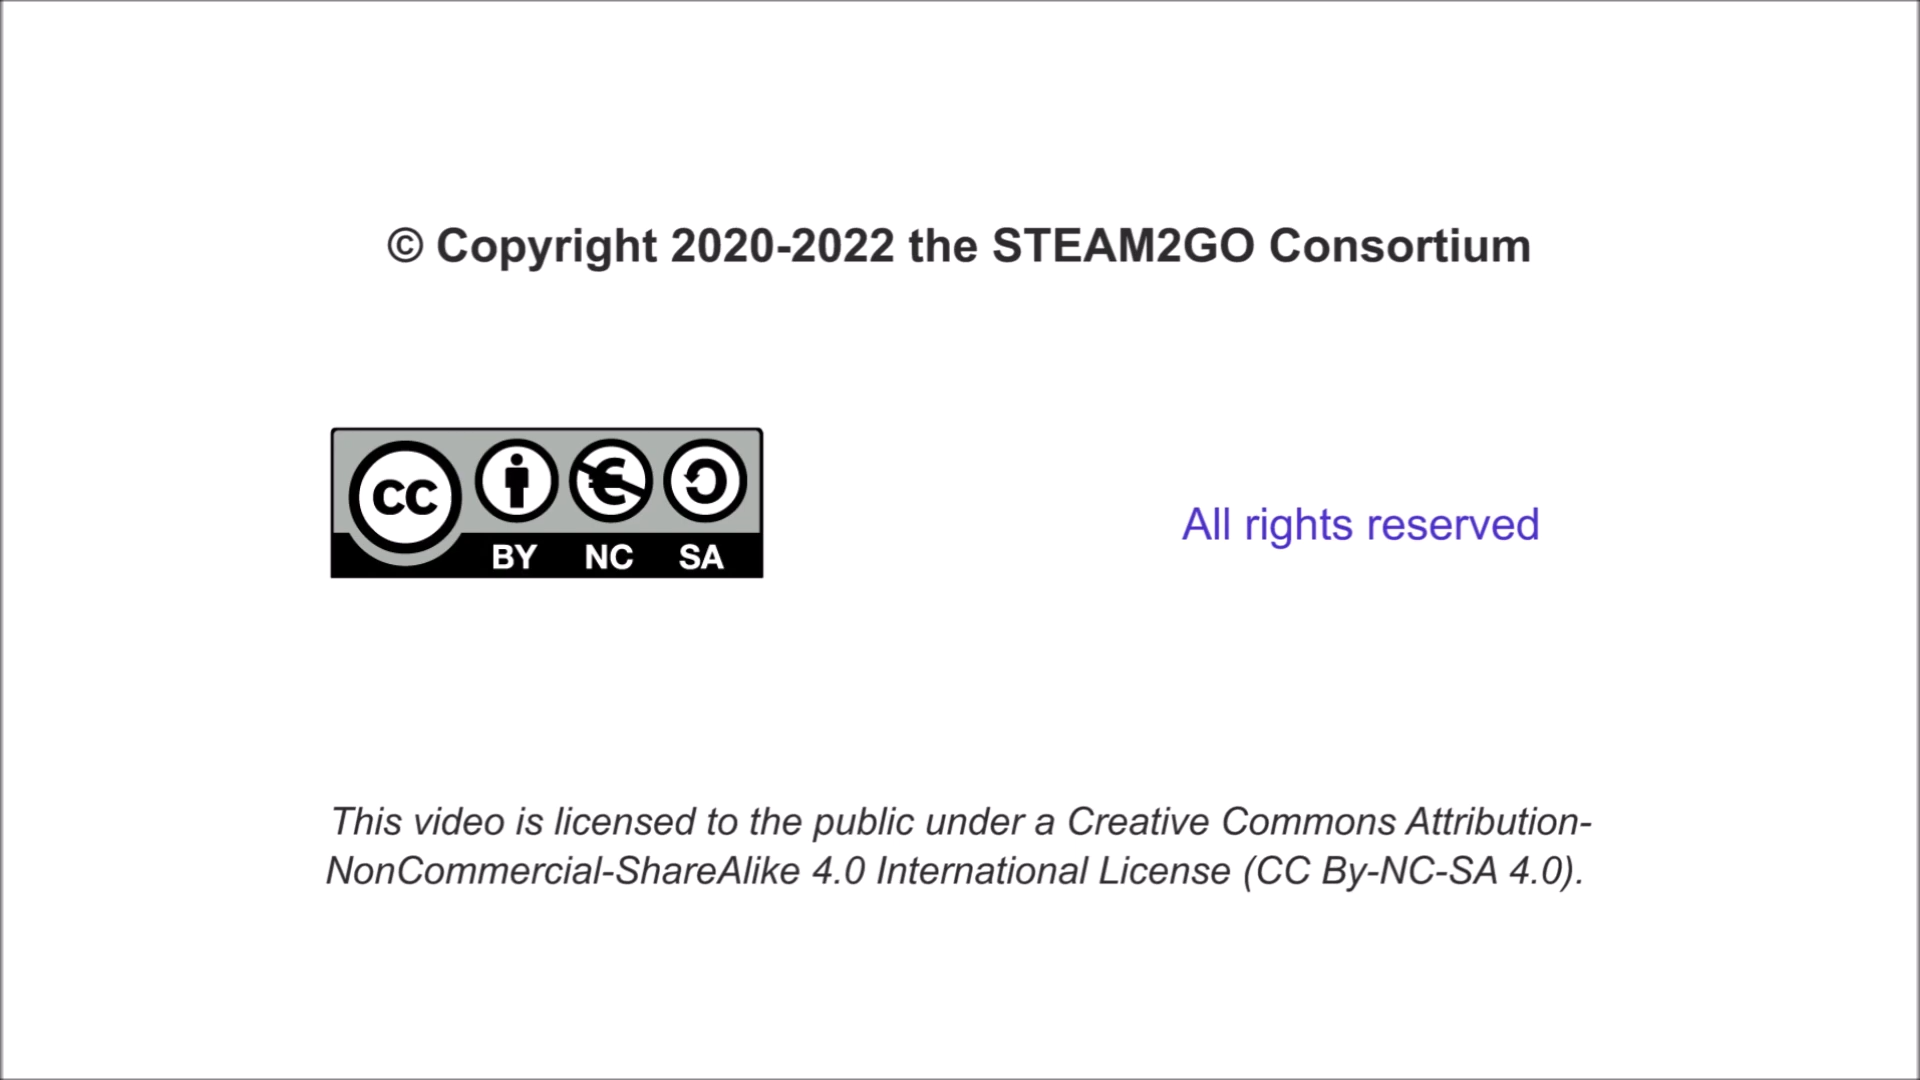 © Copyright 2020-2022 the STEAM2GO Consortium
cc
BY NC SA
All rights reserved
This video is licensed to the public under a Creative Commons Attribution-
NonCommercial-ShareAlike 4.0 International License (CC By-NC-SA 4.0).